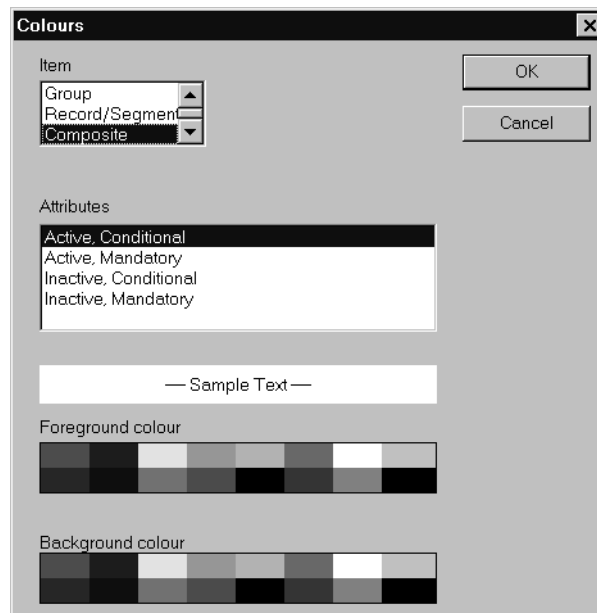 Colours
Item
OK
Group
Record/Segment
Composite
Cancel
Attributes
Active, Conditional
Active, Mandatory
Inactive, Conditional
Inactive, Mandatory
— Sample Text —
Foreground colour
Background colour